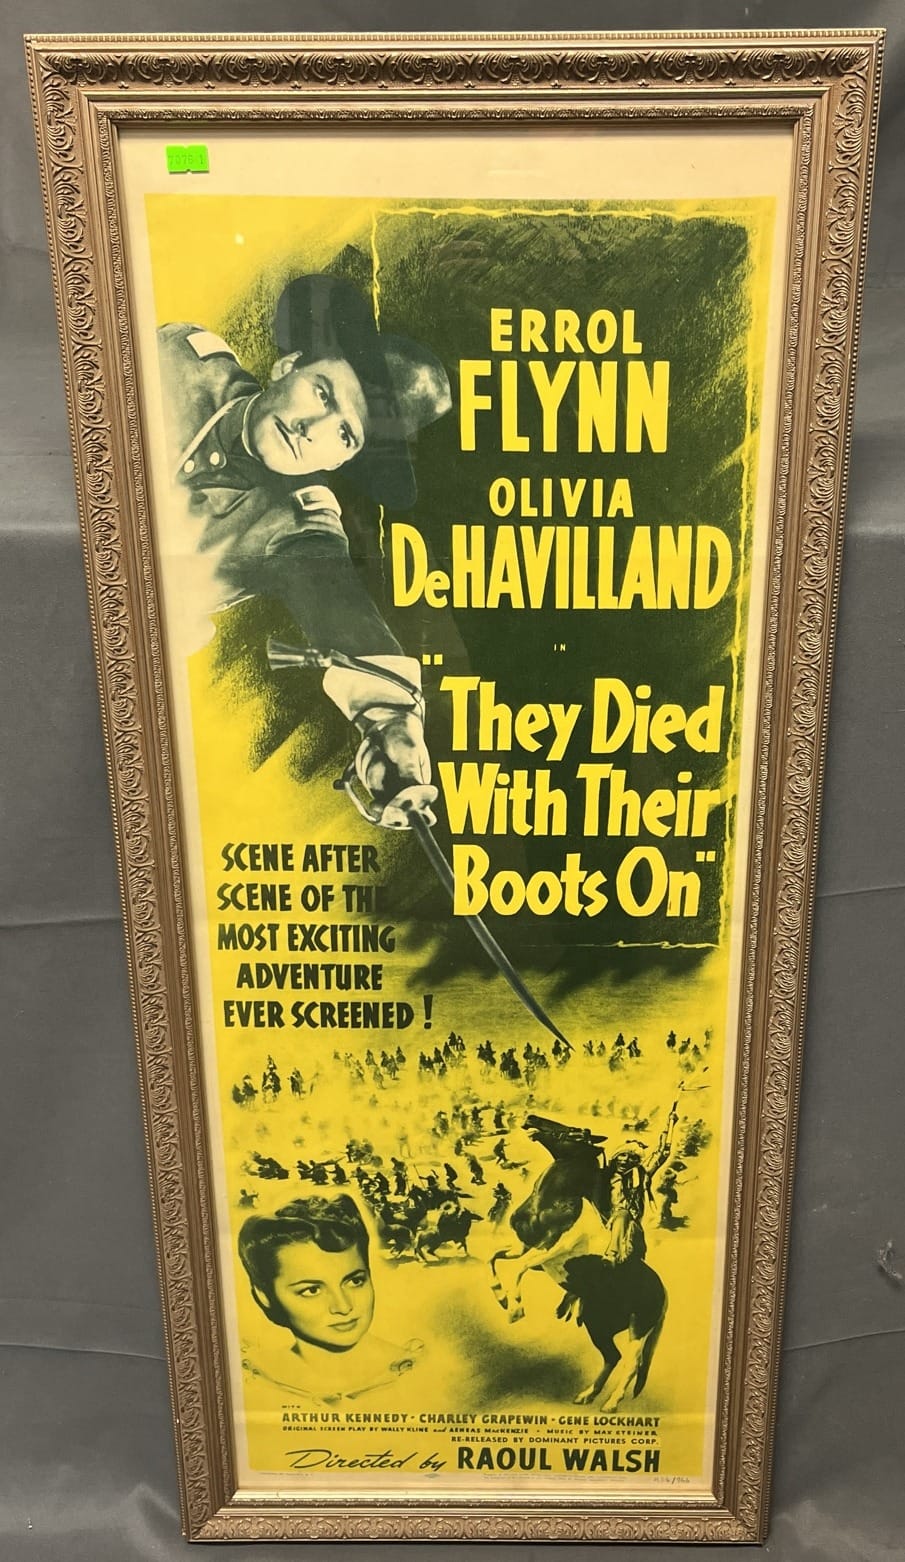 7076-1
ERROL
FLYNN
OLIVIA
DeHAVILLAND
IN
"They Died
With Their
Boots On"
SCENE AFTER
SCENE OF THE
MOST EXCITING
ADVENTURE
EVER SCREENED!
WITH
ARTHUR KENNEDY · CHARLEY GRAPEWIN · GENE LOCKHART
ORIGINAL SCREEN PLAY BY WALLY KLINE and AENEAS MacKENZIE · MUSIC BY MAX STEINER
RE-RELEASED BY DOMINANT PICTURES CORP.
Directed by RAOUL WALSH